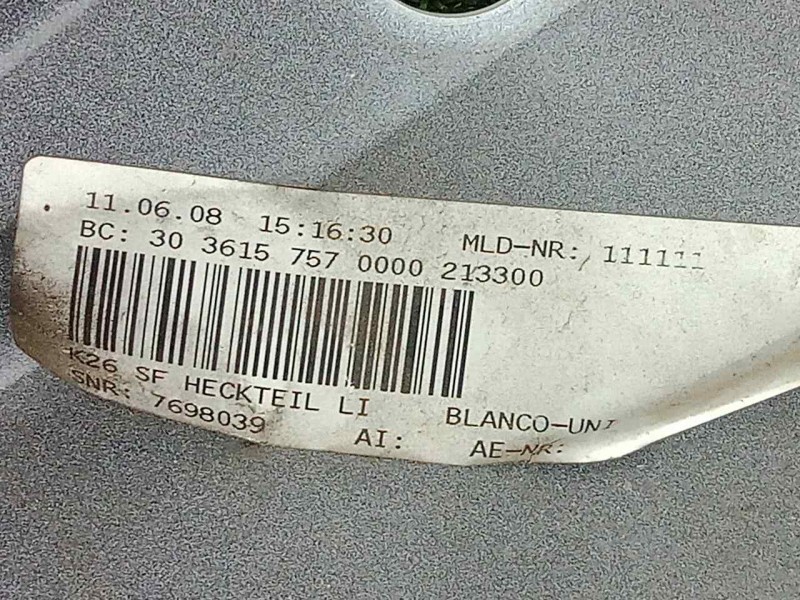 11.06.08 15:16:30 MLD-NR: 111111
BC: 30 3615 757 0000 213300
K26 SF HECKTEIL LI BLANCO-UNI
SNR: 7698039 AI: AE-NR: